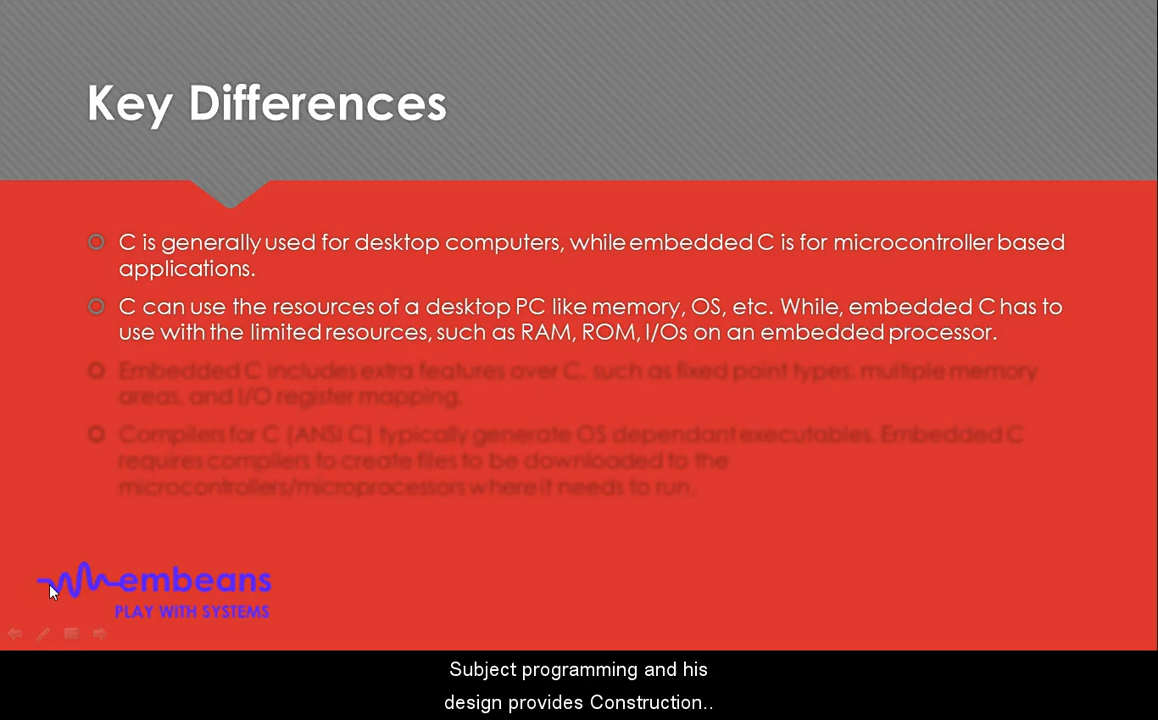 Key Differences
C is generally used for desktop computers, while embedded C is for microcontroller based
applications.
C can use the resources of a desktop PC like memory, OS, etc. While, embedded C has to
use with the limited resources, such as RAM, ROM, I/Os on an embedded processor.
Embedded C includes extra features over C, such as fixed point types, multiple memory
areas, and I/O register mapping.
Compilers for C (ANSI C) typically generate OS dependant executables. Embedded C
requires compilers to create files to be downloaded to the
microcontrollers/microprocessors where it needs to run.
embeans
PLAY WITH SYSTEMS
Subject programming and his
design provides Construction..